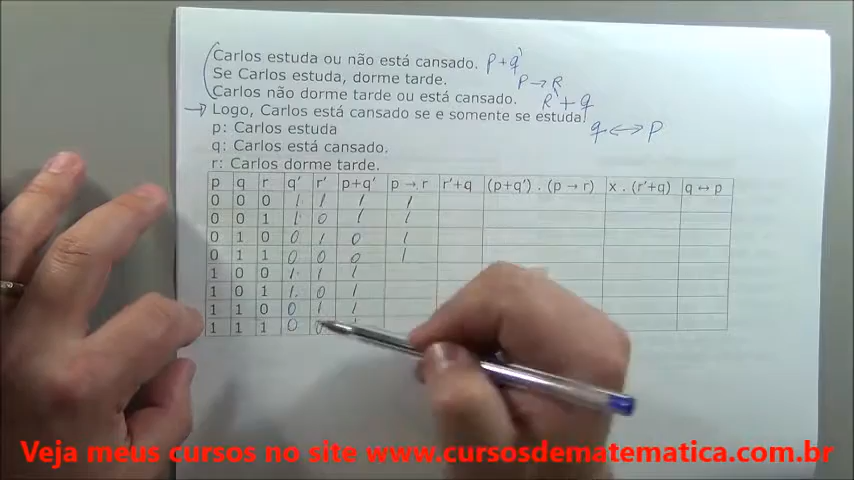 Carlos estuda ou não está cansado. p + q'
Se Carlos estuda, dorme tarde. p → R
Carlos não dorme tarde ou está cansado. R' + q
→ Logo, Carlos está cansado se e somente se estuda. q ↔ p
p: Carlos estuda
q: Carlos está cansado.
r: Carlos dorme tarde.
p q r q' r' p+q' p → r r'+q (p+q') . (p → r) x . (r'+q) q ↔ p
0 0 0 1 1 1 1
0 0 1 1 0 1 1
0 1 0 0 1 0 1
0 1 1 0 0 0 1
1 0 0 1 1 1
1 0 1 1 0 1
1 1 0 0 1 1
1 1 1 0 0
Veja meus cursos no site www.cursosdematematica.com.br